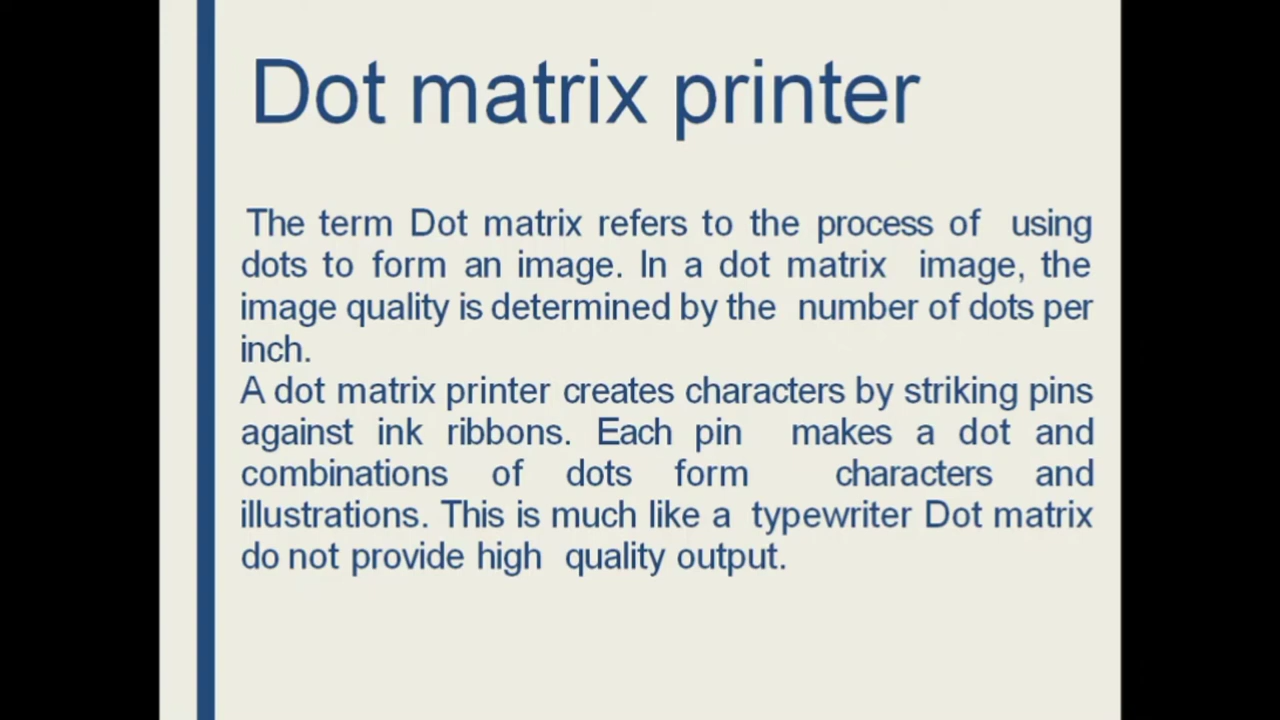 Dot matrix printer
The term Dot matrix refers to the process of using
dots to form an image. In a dot matrix image, the
image quality is determined by the number of dots per
inch.
A dot matrix printer creates characters by striking pins
against ink ribbons. Each pin makes a dot and
combinations of dots form characters and
illustrations. This is much like a typewriter Dot matrix
do not provide high quality output.